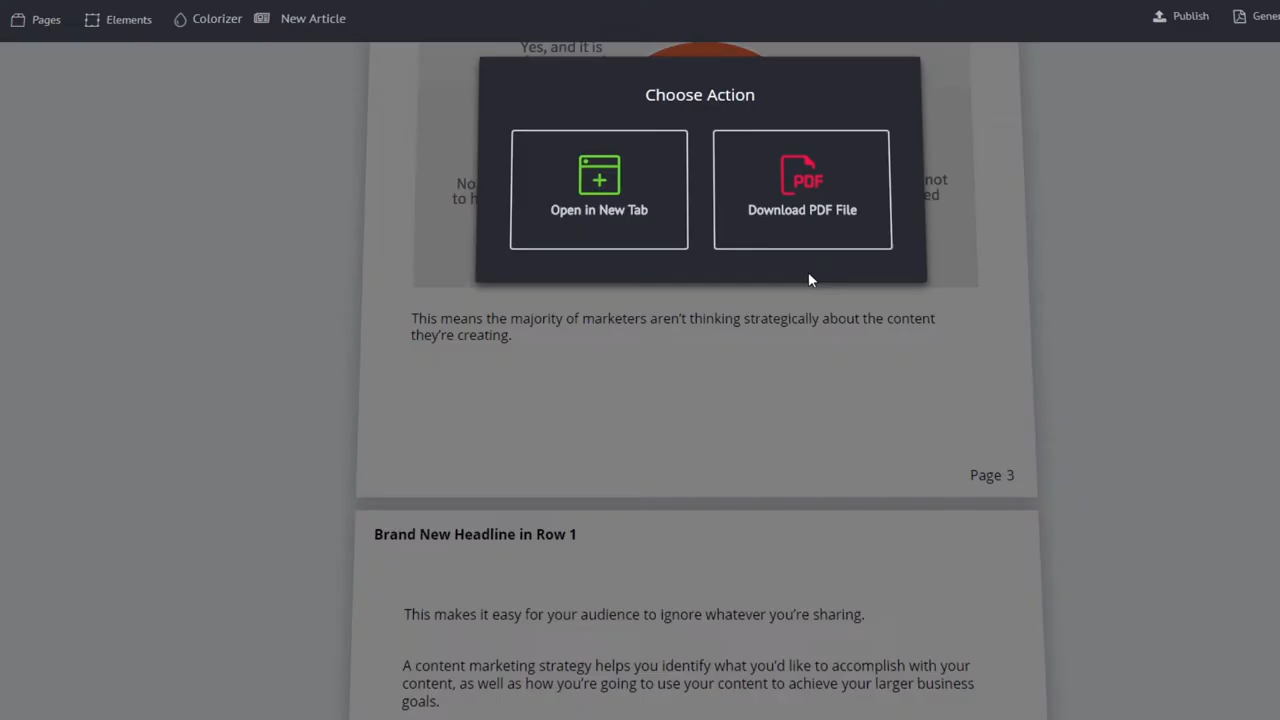 Pages
Elements
Colorizer
New Article
Publish
Yes, and it is
Choose Action
No
to h
not
ed
Open in New Tab
PDF
Download PDF File
This means the majority of marketers aren't thinking strategically about the content
they're creating.
Page 3
Brand New Headline in Row 1
This makes it easy for your audience to ignore whatever you're sharing.
A content marketing strategy helps you identify what you'd like to accomplish with your
content, as well as how you're going to use your content to achieve your larger business
goals.